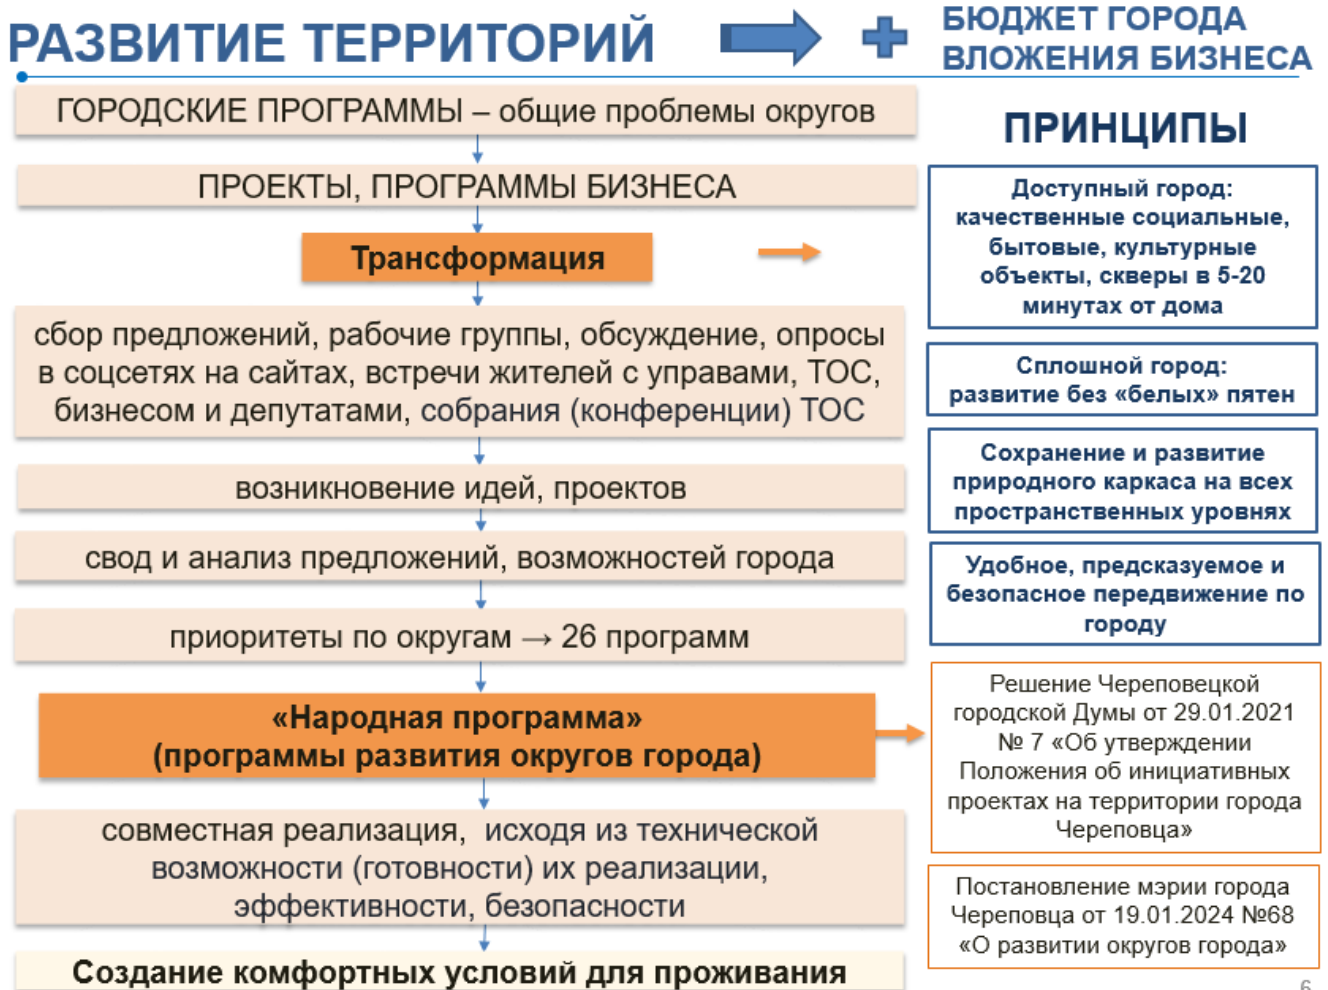 РАЗВИТИЕ ТЕРРИТОРИЙ
БЮДЖЕТ ГОРОДА
ВЛОЖЕНИЯ БИЗНЕСА
ГОРОДСКИЕ ПРОГРАММЫ – общие проблемы округов
ПРОЕКТЫ, ПРОГРАММЫ БИЗНЕСА
Трансформация
сбор предложений, рабочие группы, обсуждение, опросы
в соцсетях на сайтах, встречи жителей с управами, ТОС,
бизнесом и депутатами, собрания (конференции) ТОС
возникновение идей, проектов
свод и анализ предложений, возможностей города
приоритеты по округам → 26 программ
«Народная программа»
(программы развития округов города)
совместная реализация, исходя из технической
возможности (готовности) их реализации,
эффективности, безопасности
Создание комфортных условий для проживания
ПРИНЦИПЫ
Доступный город:
качественные социальные,
бытовые, культурные
объекты, скверы в 5-20
минутах от дома
Сплошной город:
развитие без «белых» пятен
Сохранение и развитие
природного каркаса на всех
пространственных уровнях
Удобное, предсказуемое и
безопасное передвижение по
городу
Решение Череповецкой
городской Думы от 29.01.2021
№ 7 «Об утверждении
Положения об инициативных
проектах на территории города
Череповца»
Постановление мэрии города
Череповца от 19.01.2024 №68
«О развитии округов города»
6